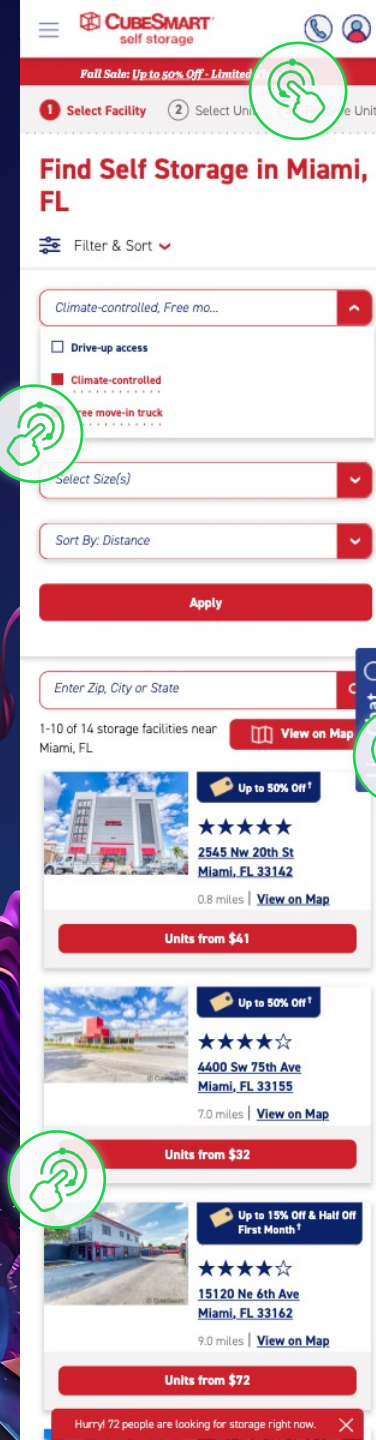 CUBESMART
self storage
Fall Sale: Up to 50% Off - Limited
1 Select Facility 2 Select Uni
Unit
Find Self Storage in Miami,
FL
Filter & Sort
Climate-controlled, Free mo...
Drive-up access
Climate-controlled
ree move-in truck
Select Size(s)
Sort By: Distance
Apply
Enter Zip, City or State
1-10 of 14 storage facilities near
Miami, FL
View on Map
hat
Up to 50% Off †
2545 Nw 20th St
Miami, FL 33142
0.8 miles | View on Map
Units from $41
Up to 50% Off †
4400 Sw 75th Ave
Miami, FL 33155
7.0 miles | View on Map
© CubeSmart
Units from $32
Up to 15% Off & Half Off
First Month †
15120 Ne 6th Ave
Miami, FL 33162
9.0 miles | View on Map
© CubeSmart
Units from $72
Hurry! 72 people are looking for storage right now.